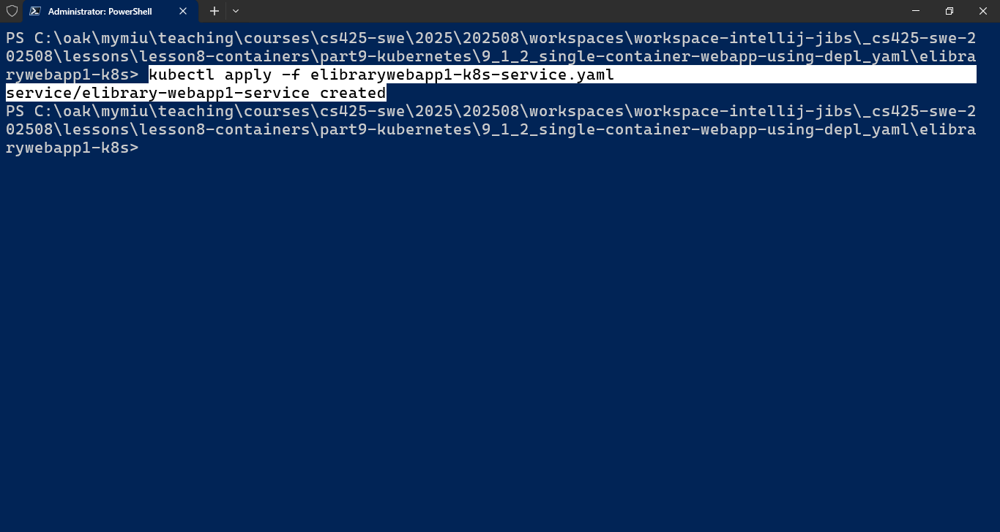 Administrator: PowerShell
PS C:\oak\mymiu\teaching\courses\cs425-swe\2025\202508\workspaces\workspace-intellij-jibs\_cs425-swe-2
02508\lessons\lesson8-containers\part9-kubernetes\9_1_2_single-container-webapp-using-depl_yaml\elibra
rywebapp1-k8s> kubectl apply -f elibrarywebapp1-k8s-service.yaml
service/elibrary-webapp1-service created
PS C:\oak\mymiu\teaching\courses\cs425-swe\2025\202508\workspaces\workspace-intellij-jibs\_cs425-swe-2
02508\lessons\lesson8-containers\part9-kubernetes\9_1_2_single-container-webapp-using-depl_yaml\elibra
rywebapp1-k8s>